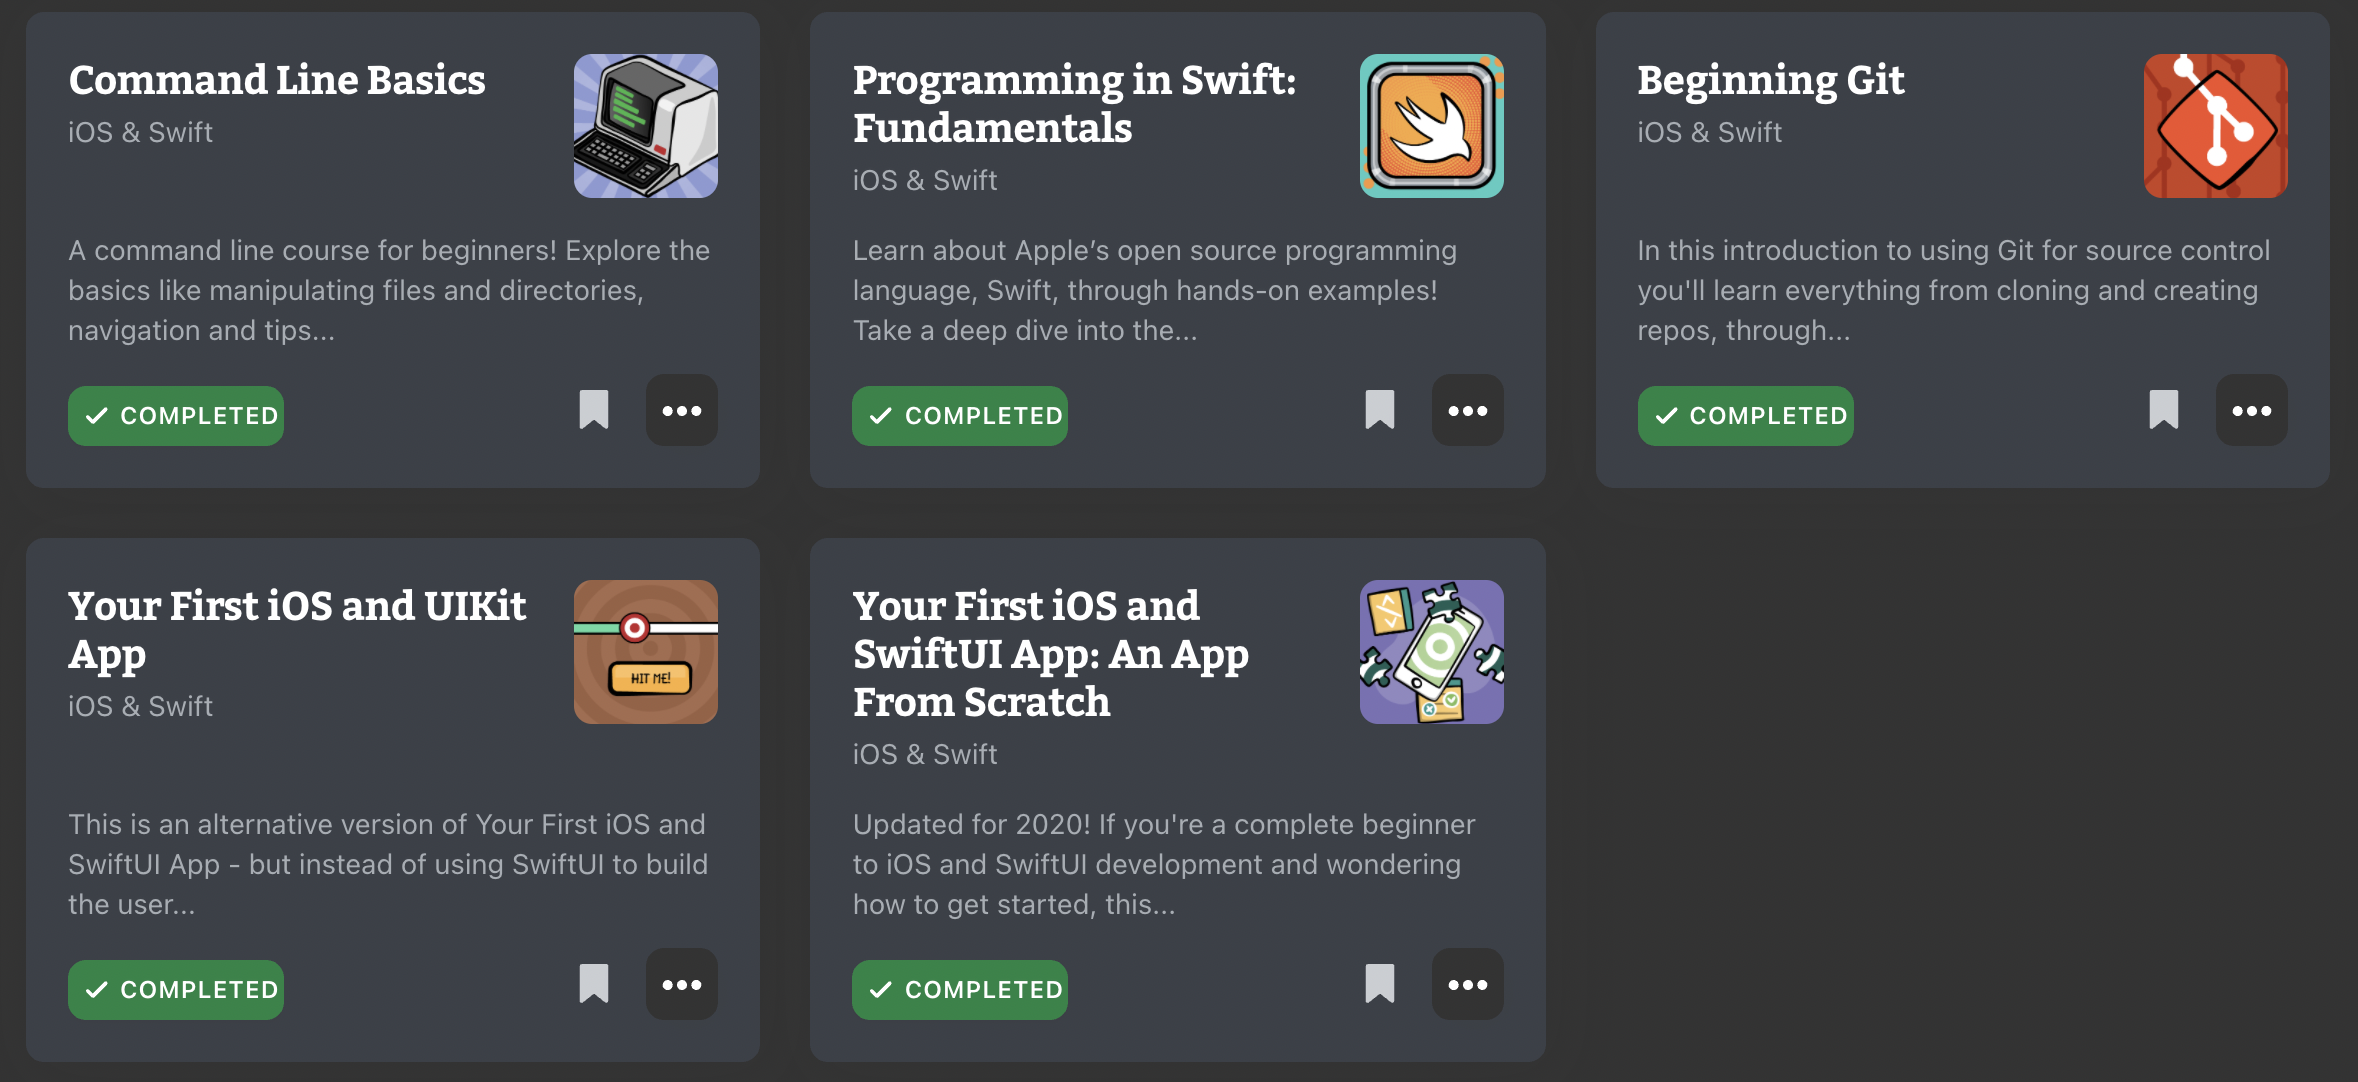 Command Line Basics
iOS & Swift
A command line course for beginners! Explore the
basics like manipulating files and directories,
navigation and tips...
COMPLETED
Programming in Swift:
Fundamentals
iOS & Swift
Learn about Apple’s open source programming
language, Swift, through hands-on examples!
Take a deep dive into the...
COMPLETED
Beginning Git
iOS & Swift
In this introduction to using Git for source control
you'll learn everything from cloning and creating
repos, through...
COMPLETED
Your First iOS and UIKit
App
iOS & Swift
HIT ME!
This is an alternative version of Your First iOS and
SwiftUI App - but instead of using SwiftUI to build
the user...
COMPLETED
Your First iOS and
SwiftUI App: An App
From Scratch
iOS & Swift
</>
Updated for 2020! If you're a complete beginner
to iOS and SwiftUI development and wondering
how to get started, this...
COMPLETED